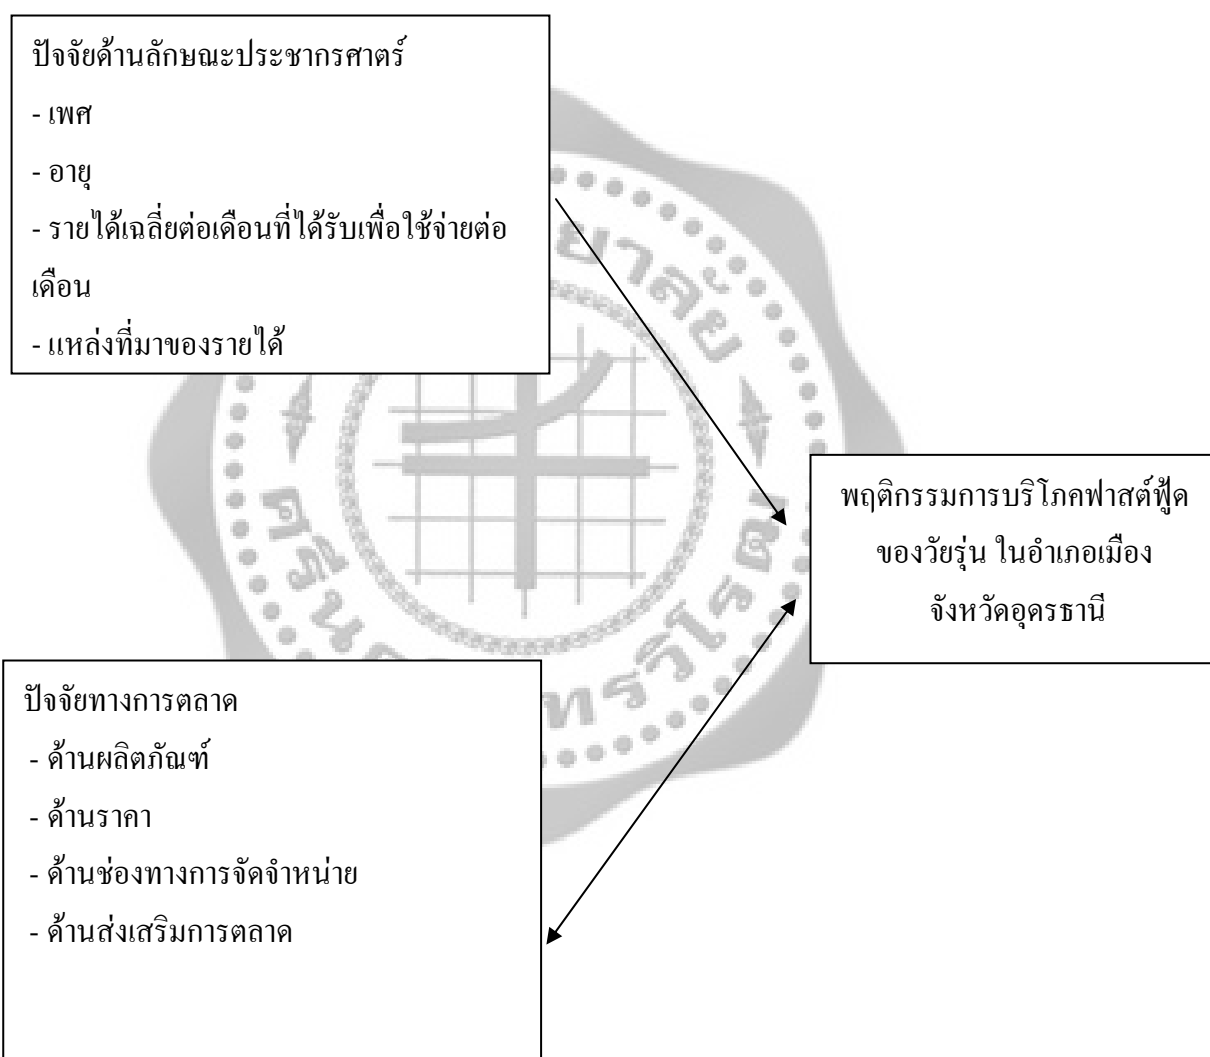 ปัจจัยด้านลักษณะประชากรศาตร์
- เพศ
- อายุ
- รายได้เฉลี่ยต่อเดือนที่ได้รับเพื่อใช้จ่ายต่อ
เดือน
- แหล่งที่มาของรายได้
พฤติกรรมการบริโภคฟาสต์ฟู้ด
ของวัยรุ่น ในอำเภอเมือง
จังหวัดอุดรธานี
ปัจจัยทางการตลาด
- ด้านผลิตภัณฑ์
- ด้านราคา
- ด้านช่องทางการจัดจำหน่าย
- ด้านส่งเสริมการตลาด